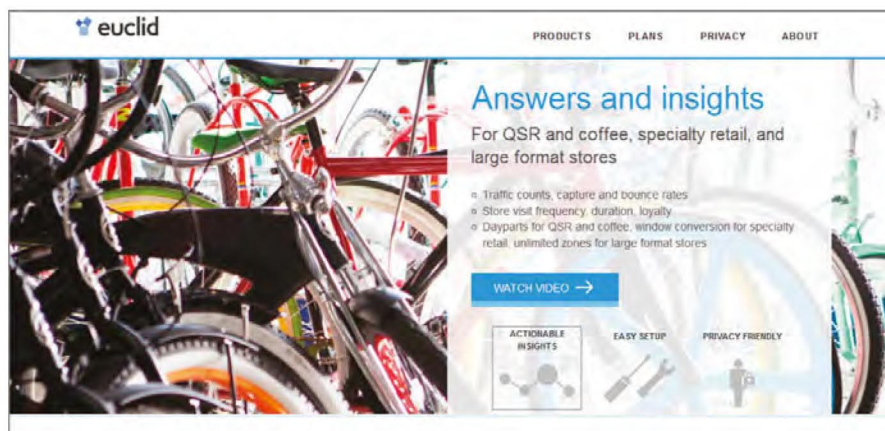 euclid
PRODUCTS PLANS PRIVACY ABOUT
Answers and insights
For QSR and coffee, specialty retail, and
large format stores
Traffic counts, capture and bounce rates
Store visit frequency, duration, loyalty
Dayparts for QSR and coffee, window conversion for specialty
retail, unlimited zones for large format stores
WATCH VIDEO →
ACTIONABLE
INSIGHTS
EASY SETUP
PRIVACY FRIENDLY